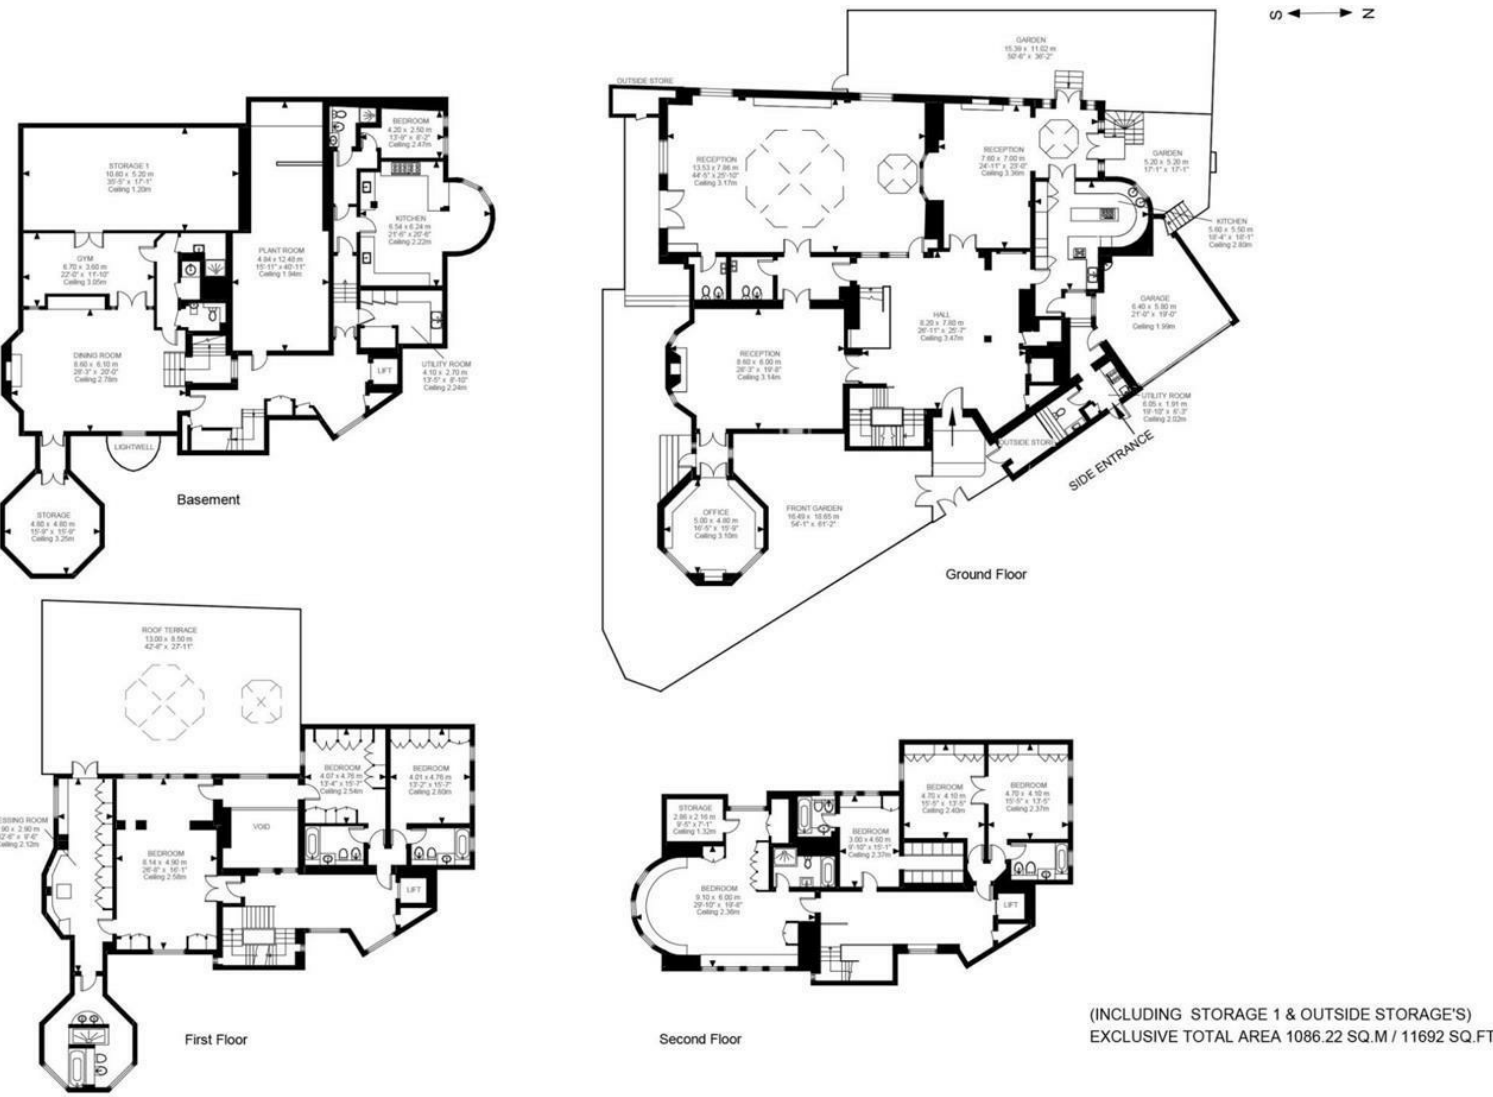 S N
GARDEN
15.39 x 11.02 m
50'-6" x 36'-2"
OUTSIDE STORE
RECEPTION
13.53 x 7.86 m
44'-5" x 25'-10"
Ceiling 3.17m
RECEPTION
7.60 x 7.00 m
24'-11" x 23'-0"
Ceiling 3.36m
GARDEN
5.20 x 5.20 m
17'-1" x 17'-1"
KITCHEN
5.60 x 5.50 m
18'-4" x 18'-1"
Ceiling 2.80m
GARAGE
6.40 x 5.80 m
21'-0" x 19'-0"
Ceiling 1.99m
HALL
8.20 x 7.80 m
26'-11" x 25'-7"
Ceiling 3.47m
RECEPTION
8.60 x 6.00 m
28'-3" x 19'-8"
Ceiling 3.14m
UTILITY ROOM
6.05 x 1.91 m
19'-10" x 6'-3"
Ceiling 2.02m
OUTSIDE STORE
SIDE ENTRANCE
OFFICE
5.00 x 4.80 m
16'-5" x 15'-9"
Ceiling 3.10m
FRONT GARDEN
16.49 x 18.65 m
54'-1" x 61'-2"
Ground Floor
BEDROOM
4.20 x 2.50 m
13'-9" x 8'-2"
Ceiling 2.47m
STORAGE 1
10.80 x 5.20 m
35'-5" x 17'-1"
Ceiling 1.20m
KITCHEN
6.54 x 6.24 m
21'-6" x 20'-6"
Ceiling 2.22m
PLANT ROOM
4.84 x 12.48 m
15'-11" x 40'-11"
Ceiling 1.94m
GYM
6.70 x 3.60 m
22'-0" x 11'-10"
Ceiling 3.05m
DINING ROOM
8.60 x 6.10 m
28'-3" x 20'-0"
Ceiling 2.78m
UTILITY ROOM
4.10 x 2.70 m
13'-5" x 8'-10"
Ceiling 2.24m
LIFT
LIGHTWELL
Basement
STORAGE
4.80 x 4.80 m
15'-9" x 15'-9"
Ceiling 3.25m
ROOF TERRACE
13.00 x 8.50 m
42'-8" x 27'-11"
BEDROOM
4.07 x 4.76 m
13'-4" x 15'-7"
Ceiling 2.54m
BEDROOM
4.01 x 4.76 m
13'-2" x 15'-7"
Ceiling 2.60m
ESSING ROOM
.90 x 2.90 m
2'-6" x 9'-6"
Ceiling 2.12m
VOID
BEDROOM
8.14 x 4.90 m
26'-8" x 16'-1"
Ceiling 2.58m
LIFT
First Floor
STORAGE
2.86 x 2.16 m
9'-5" x 7'-1"
Ceiling 1.32m
BEDROOM
3.00 x 4.60 m
9'-10" x 15'-1"
Ceiling 2.37m
BEDROOM
4.70 x 4.10 m
15'-5" x 13'-5"
Ceiling 2.40m
BEDROOM
4.70 x 4.10 m
15'-5" x 13'-5"
Ceiling 2.37m
BEDROOM
9.10 x 6.00 m
29'-10" x 19'-8"
Ceiling 2.36m
LIFT
Second Floor
(INCLUDING STORAGE 1 & OUTSIDE STORAGE'S)
EXCLUSIVE TOTAL AREA 1086.22 SQ.M / 11692 SQ.FT